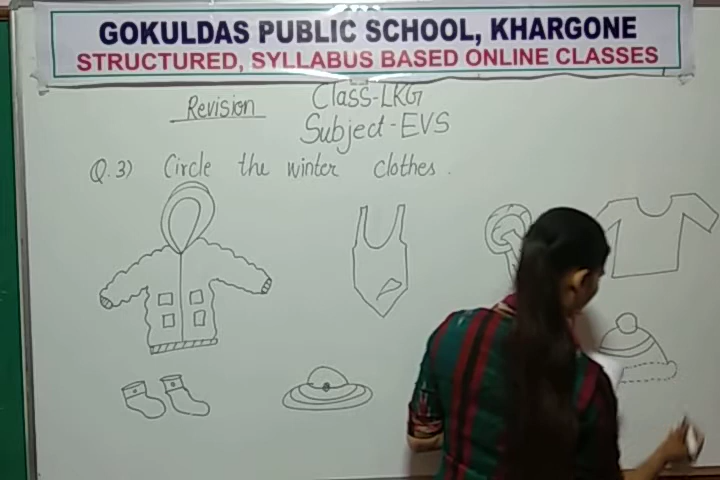 GOKULDAS PUBLIC SCHOOL, KHARGONE
STRUCTURED, SYLLABUS BASED ONLINE CLASSES
Revision
Class-LKG
Subject-EVS
Q.3) Circle the winter clothes.